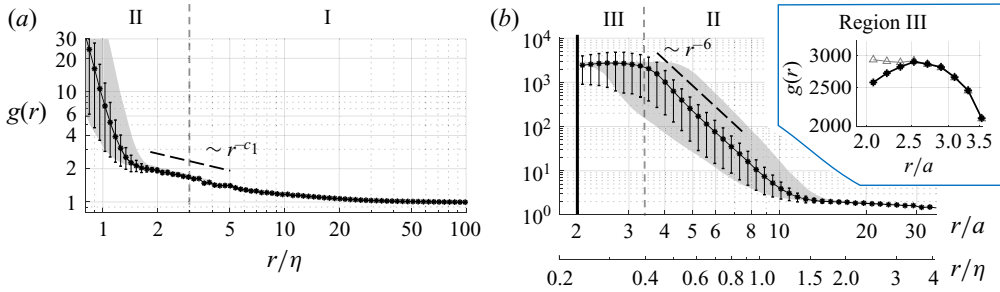 (a)
II
I
30
20
10
6
4
2
1
g(r)
~ r^{-c_1}
1
2
5
10
20
50
100
r/η
(b)
III
II
10^4
10^3
10^2
10^1
10^0
~ r^{-6}
2
3
4
5
6
8
10
20
30
r/a
0.2
0.4
0.6
0.8
1.0
1.5
2.0
3
4
r/η
Region III
3000
2500
2000
g(r)
2.0
2.5
3.0
3.5
r/a